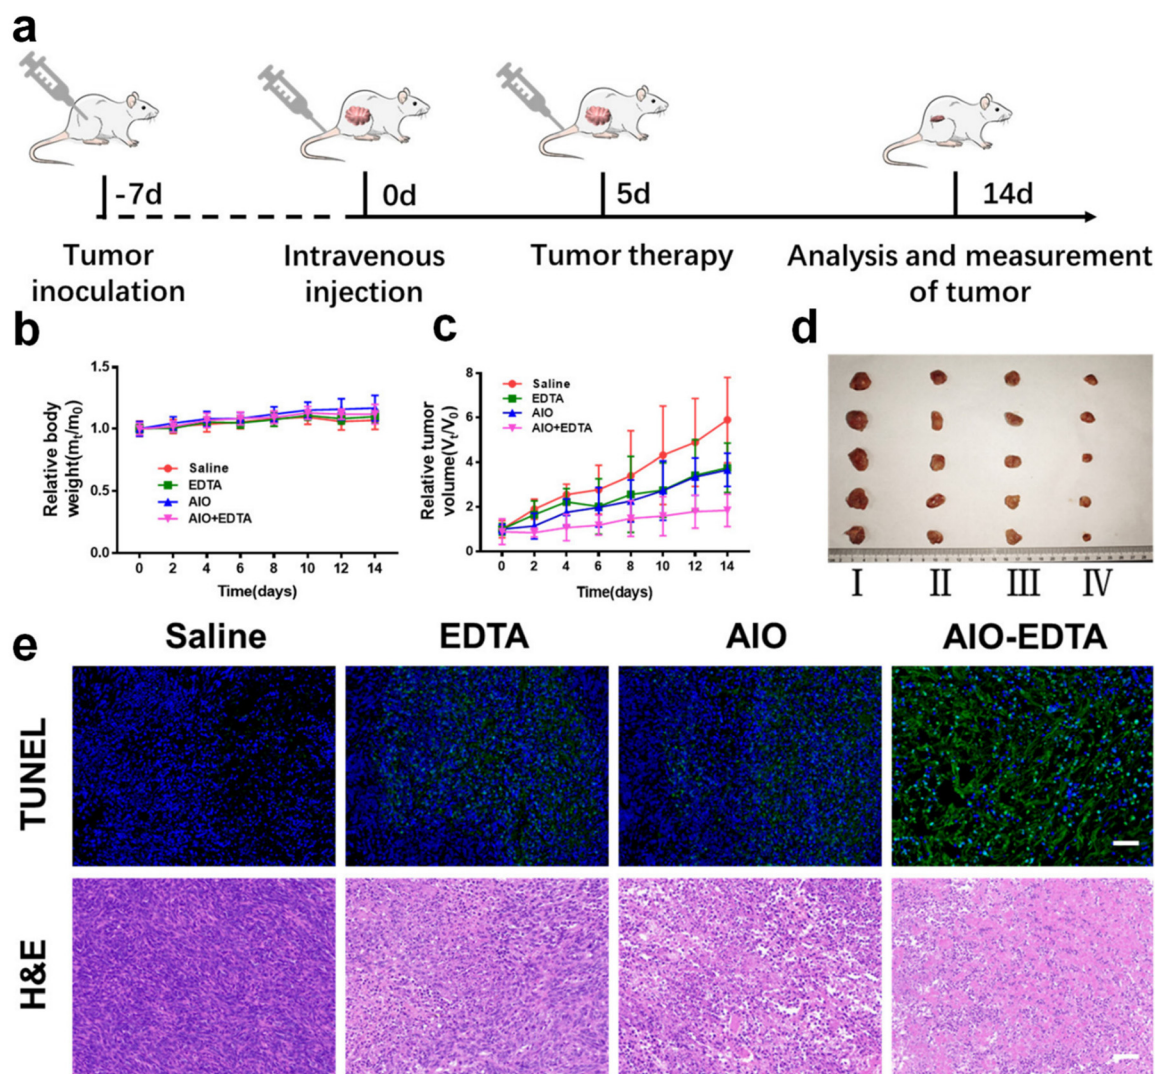 a
-7d
0d
5d
14d
Tumor
inoculation
Intravenous
injection
Tumor therapy
Analysis and measurement
of tumor
b
Relative body
weight(mt/m0)
1.5
1.0
0.5
0.0
Saline
EDTA
AIO
AIO+EDTA
0 2 4 6 8 10 12 14
Time(days)
c
Relative tumor
volume(Vt/V0)
8
6
4
2
0
Saline
EDTA
AIO
AIO+EDTA
0 2 4 6 8 10 12 14
Time(days)
d
I II III IV
e
Saline EDTA AIO AIO-EDTA
TUNEL
H&E